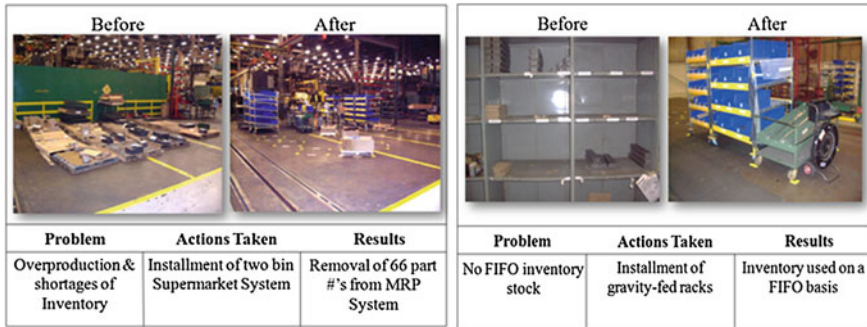 Before
After
Problem
Actions Taken
Results
Overproduction &
shortages of
Inventory
Installment of two bin
Supermarket System
Removal of 66 part
#'s from MRP
System
Before
After
Problem
Actions Taken
Results
No FIFO inventory
stock
Installment of
gravity-fed racks
Inventory used on a
FIFO basis